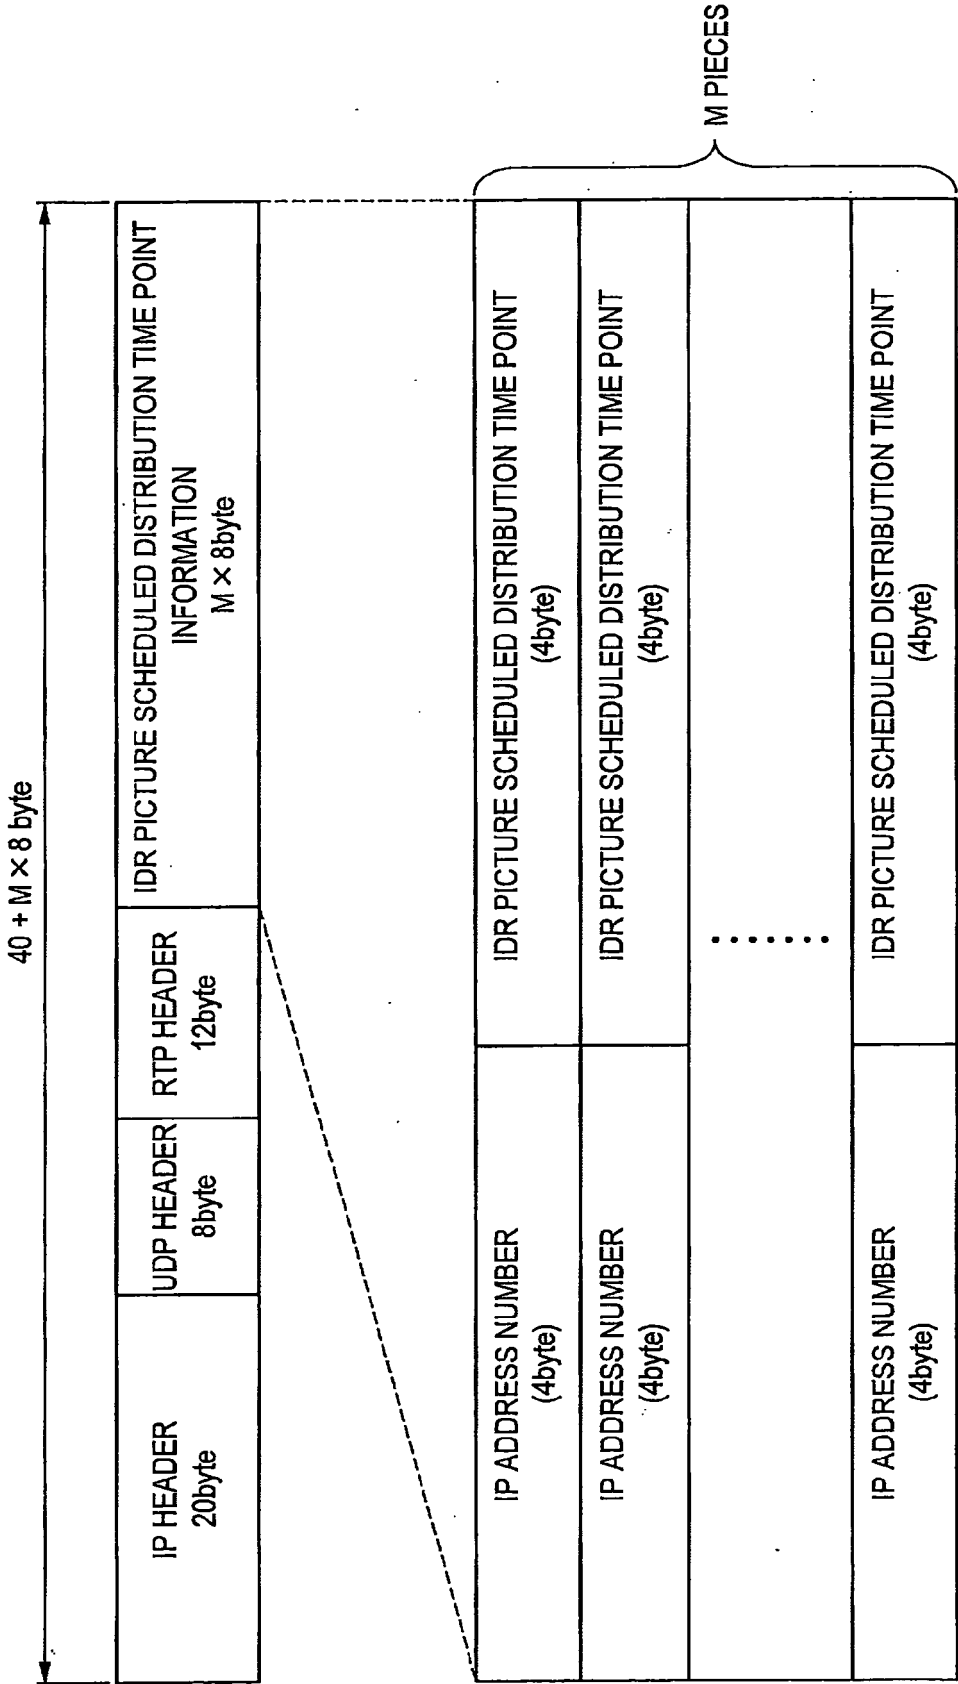 40 + M × 8 byte
IP HEADER
20byte
UDP HEADER
8byte
RTP HEADER
12byte
IDR PICTURE SCHEDULED DISTRIBUTION TIME POINT
INFORMATION
M × 8byte
IP ADDRESS NUMBER
(4byte)
IDR PICTURE SCHEDULED DISTRIBUTION TIME POINT
(4byte)
IP ADDRESS NUMBER
(4byte)
IDR PICTURE SCHEDULED DISTRIBUTION TIME POINT
(4byte)
.......
IP ADDRESS NUMBER
(4byte)
IDR PICTURE SCHEDULED DISTRIBUTION TIME POINT
(4byte)
M PIECES